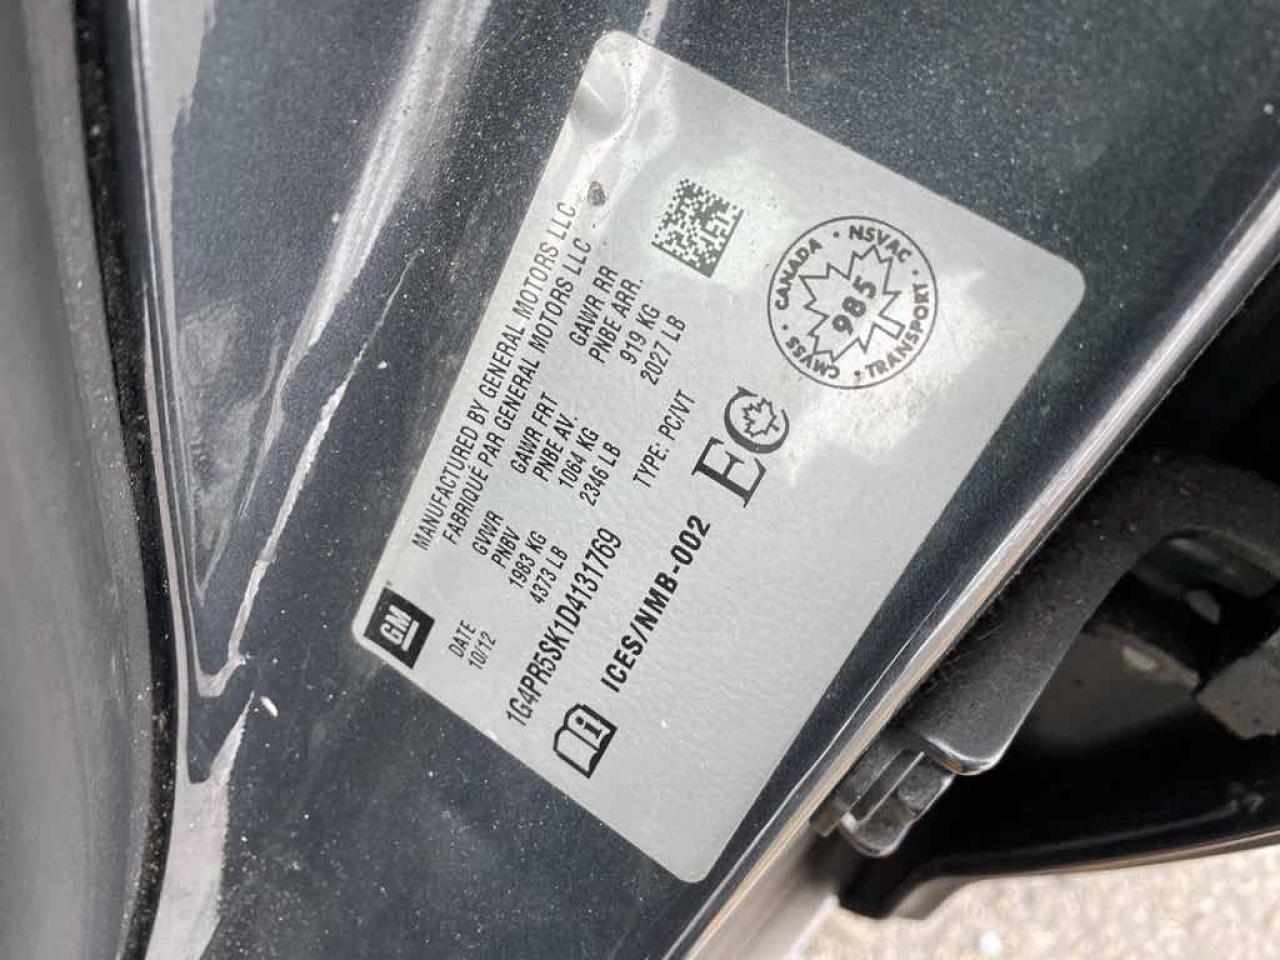 GM
MANUFACTURED BY GENERAL MOTORS LLC
FABRIQUÉ PAR GENERAL MOTORS LLC
DATE GVWR GAWR FRT GAWR RR
10/12 PNBV PNBE AV. PNBE ARR.
1983 KG 1064 KG 919 KG
4373 LB 2346 LB 2027 LB
1G4PR5SK1D4131769 TYPE: PC/VT
i ICES/NMB-002 EC
CANADA · NSVAC · TRANSPORT · CMVSS ·
985